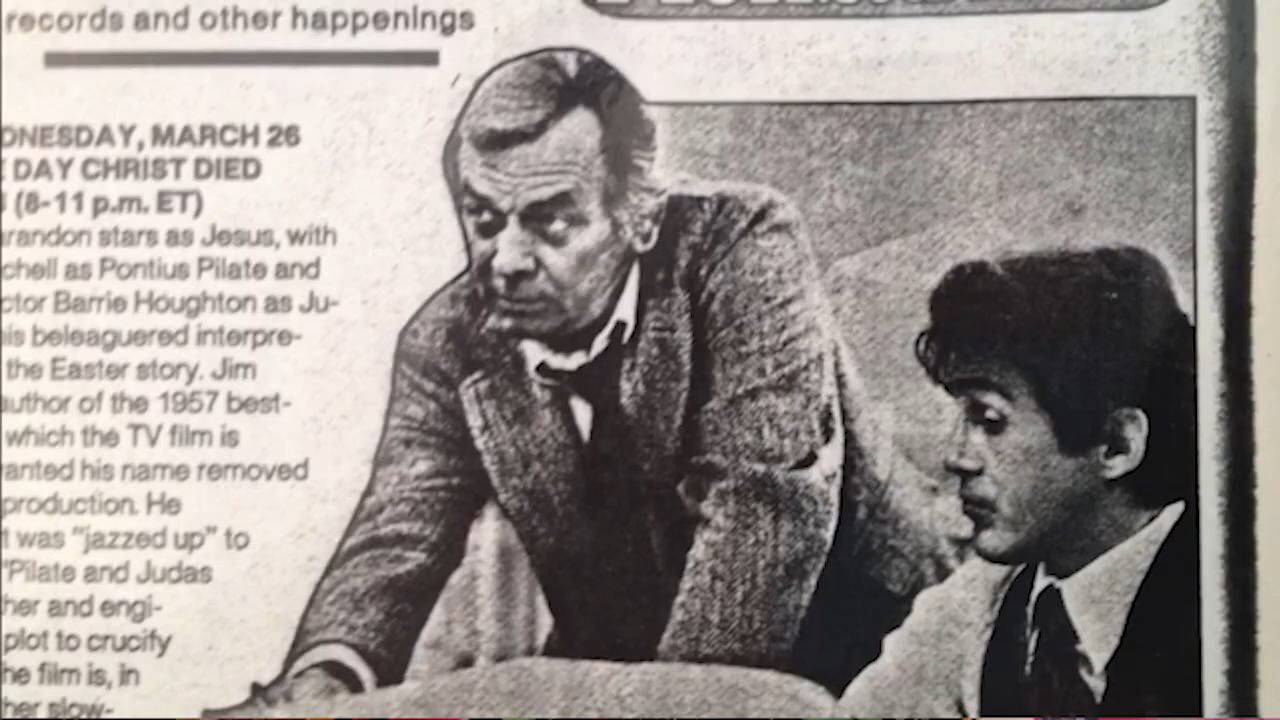 records and other happenings
DNESDAY, MARCH 26
DAY CHRIST DIED
(8-11 p.m. ET)
randon stars as Jesus, with
chell as Pontius Pilate and
ctor Barrie Houghton as Ju-
is beleaguered interpre-
the Easter story. Jim
author of the 1957 best-
which the TV film is
anted his name removed
production. He
t was "jazzed up" to
"Pilate and Judas
her and engi-
plot to crucify
he film is, in
her slow-